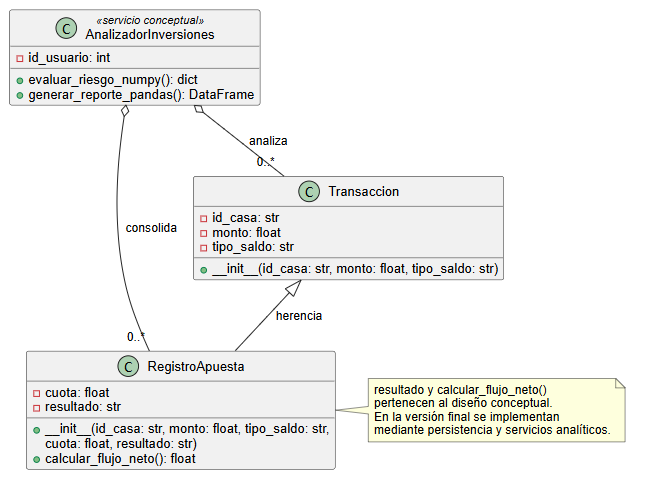 «servicio conceptual»
C AnalizadorInversiones
id_usuario: int
evaluar_riesgo_numpy(): dict
generar_reporte_pandas(): DataFrame
analiza
0..*
C Transaccion
id_casa: str
monto: float
tipo_saldo: str
__init__(id_casa: str, monto: float, tipo_saldo: str)
consolida
herencia
0..*
C RegistroApuesta
cuota: float
resultado: str
__init__(id_casa: str, monto: float, tipo_saldo: str,
cuota: float, resultado: str)
calcular_flujo_neto(): float
resultado y calcular_flujo_neto()
pertenecen al diseño conceptual.
En la versión final se implementan
mediante persistencia y servicios analíticos.